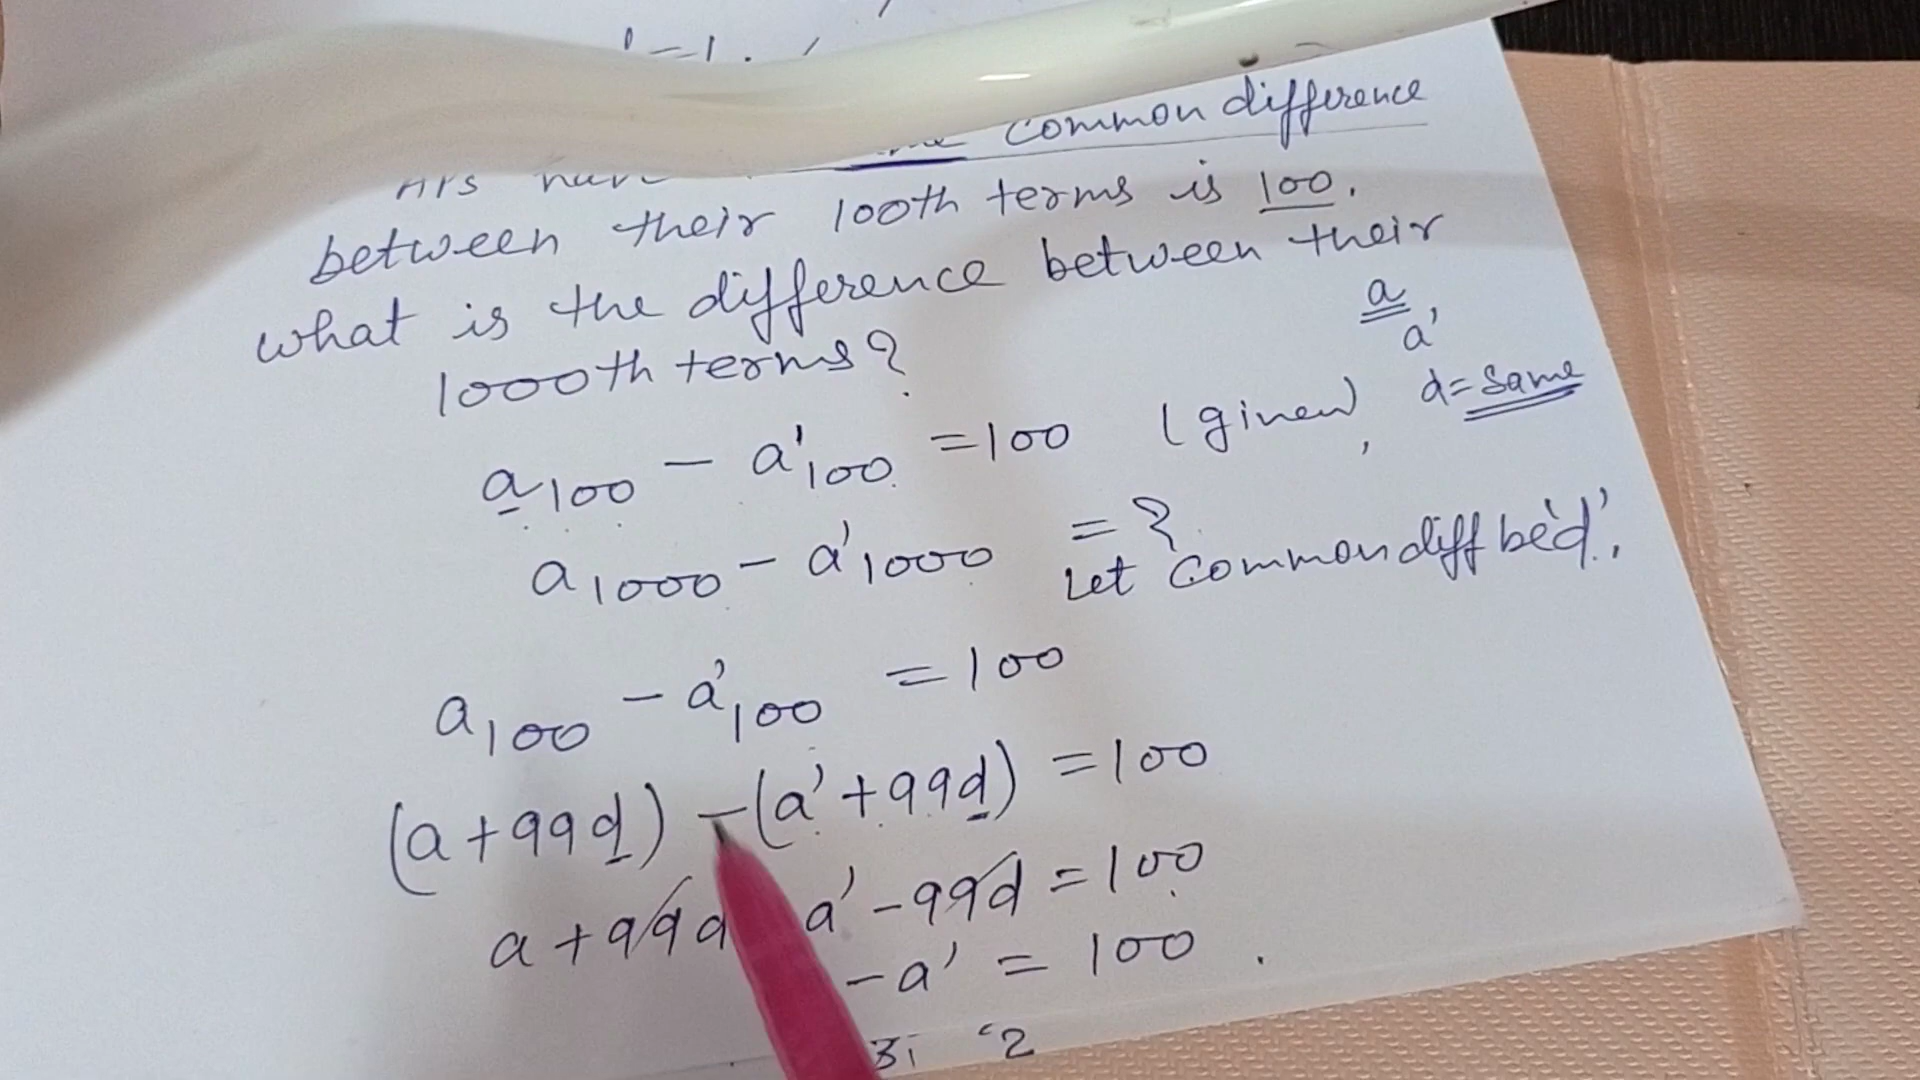 common difference
between their 100th terms is 100.
what is the difference between their
1000th terms?
a
a'
d = same
a100 - a'100 = 100 (given),
a1000 - a'1000 = ?
Let common diff be 'd'.
a100 - a'100 = 100
(a+99d) - (a'+99d) = 100
a + 99d a' - 99d = 100
- a' = 100.